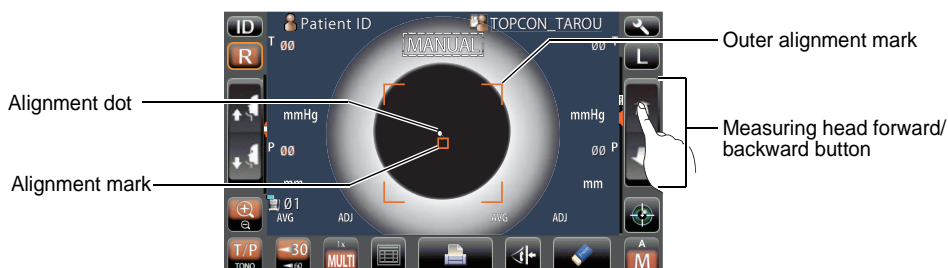 ID
Patient ID
TOPCON_TAROU
R
T 00
MANUAL
00 T
L
Outer alignment mark
Alignment dot
mmHg
mmHg
Measuring head forward/
backward button
P 00
00 P
Alignment mark
mm
mm
01
AVG
ADJ
AVG
ADJ
T/P
TONO
30
60
1x
MULTI
A
M